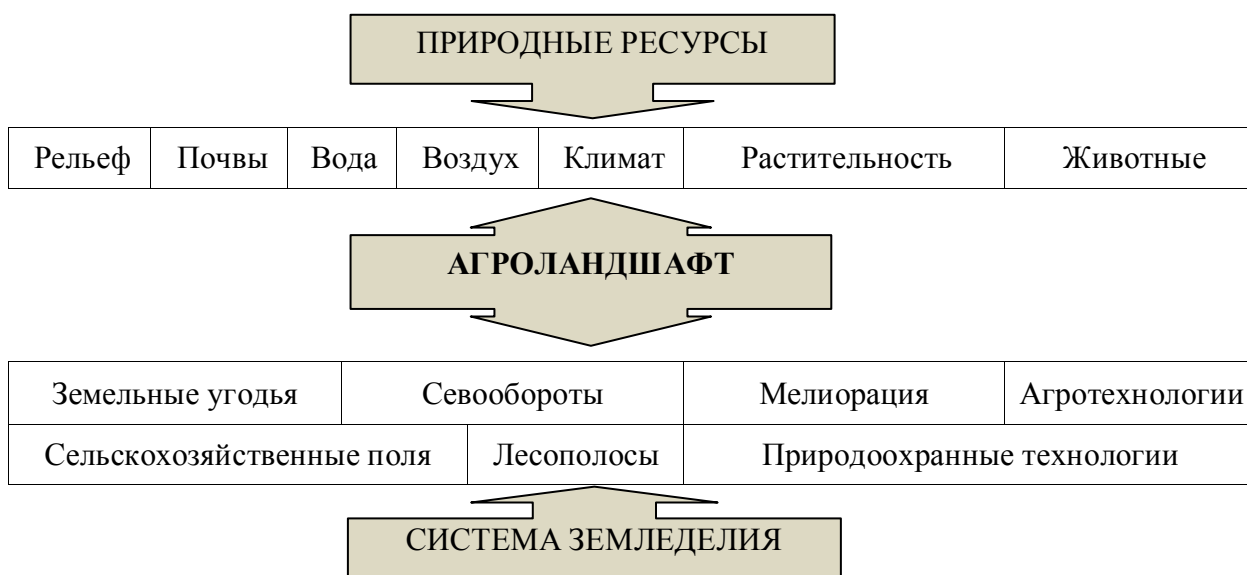 ПРИРОДНЫЕ РЕСУРСЫ
Рельеф Почвы Вода Воздух Климат Растительность Животные
АГРОЛАНДШАФТ
Земельные угодья Севообороты Мелиорация Агротехнологии
Сельскохозяйственные поля Лесополосы Природоохранные технологии
СИСТЕМА ЗЕМЛЕДЕЛИЯ